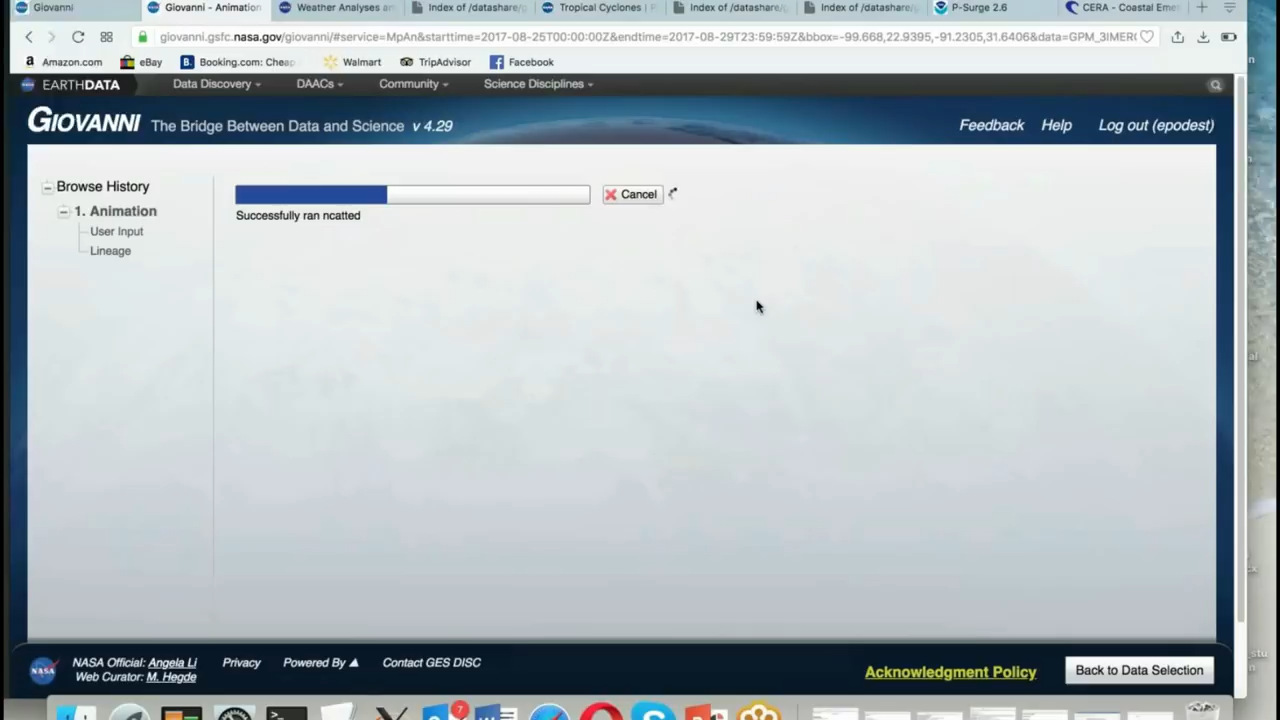 Giovanni
Giovanni - Animation
Weather Analyses an
Index of /datashare/g
Tropical Cyclones |
Index of /datashare/g
Index of /datashare/g
P-Surge 2.6
CERA - Coastal Emer
giovanni.gsfc.nasa.gov/giovanni/#service=MpAn&starttime=2017-08-25T00:00:00Z&endtime=2017-08-29T23:59:59Z&bbox=-99.668,22.9395,-91.2305,31.6406&data=GPM_3IMERG
Amazon.com
eBay
Booking.com: Cheap
Walmart
TripAdvisor
Facebook
EARTHDATA
Data Discovery
DAACs
Community
Science Disciplines
GIOVANNI The Bridge Between Data and Science v 4.29
Feedback
Help
Log out (epodest)
Browse History
1. Animation
User Input
Lineage
Cancel
Successfully ran ncatted
NASA Official: Angela Li
Web Curator: M. Hegde
Privacy
Powered By
Contact GES DISC
Acknowledgment Policy
Back to Data Selection
7